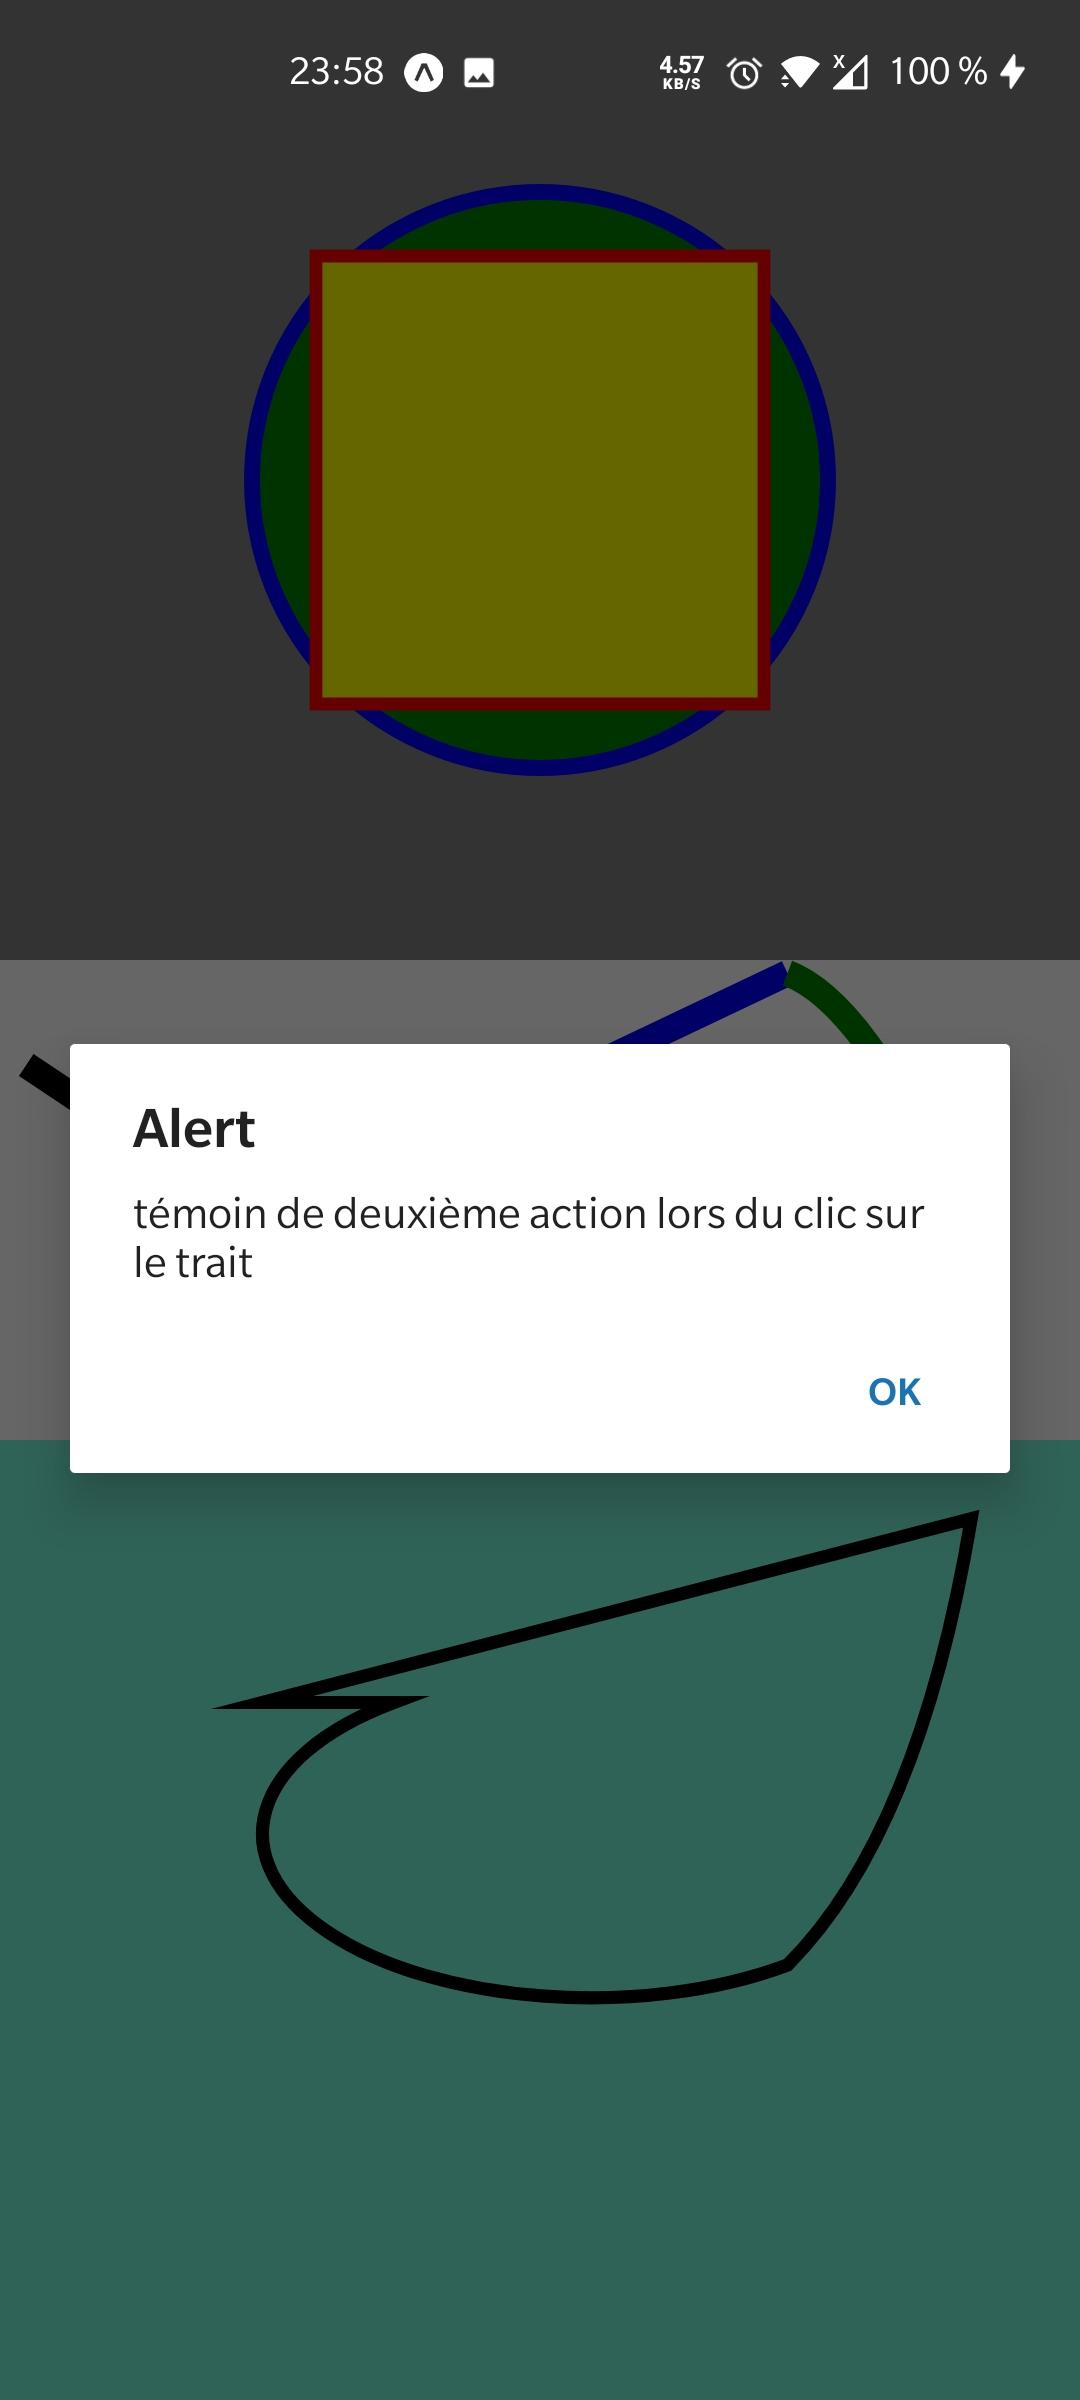 23:58 4.57 KB/S X 100 %
Alert
témoin de deuxième action lors du clic sur
le trait
OK